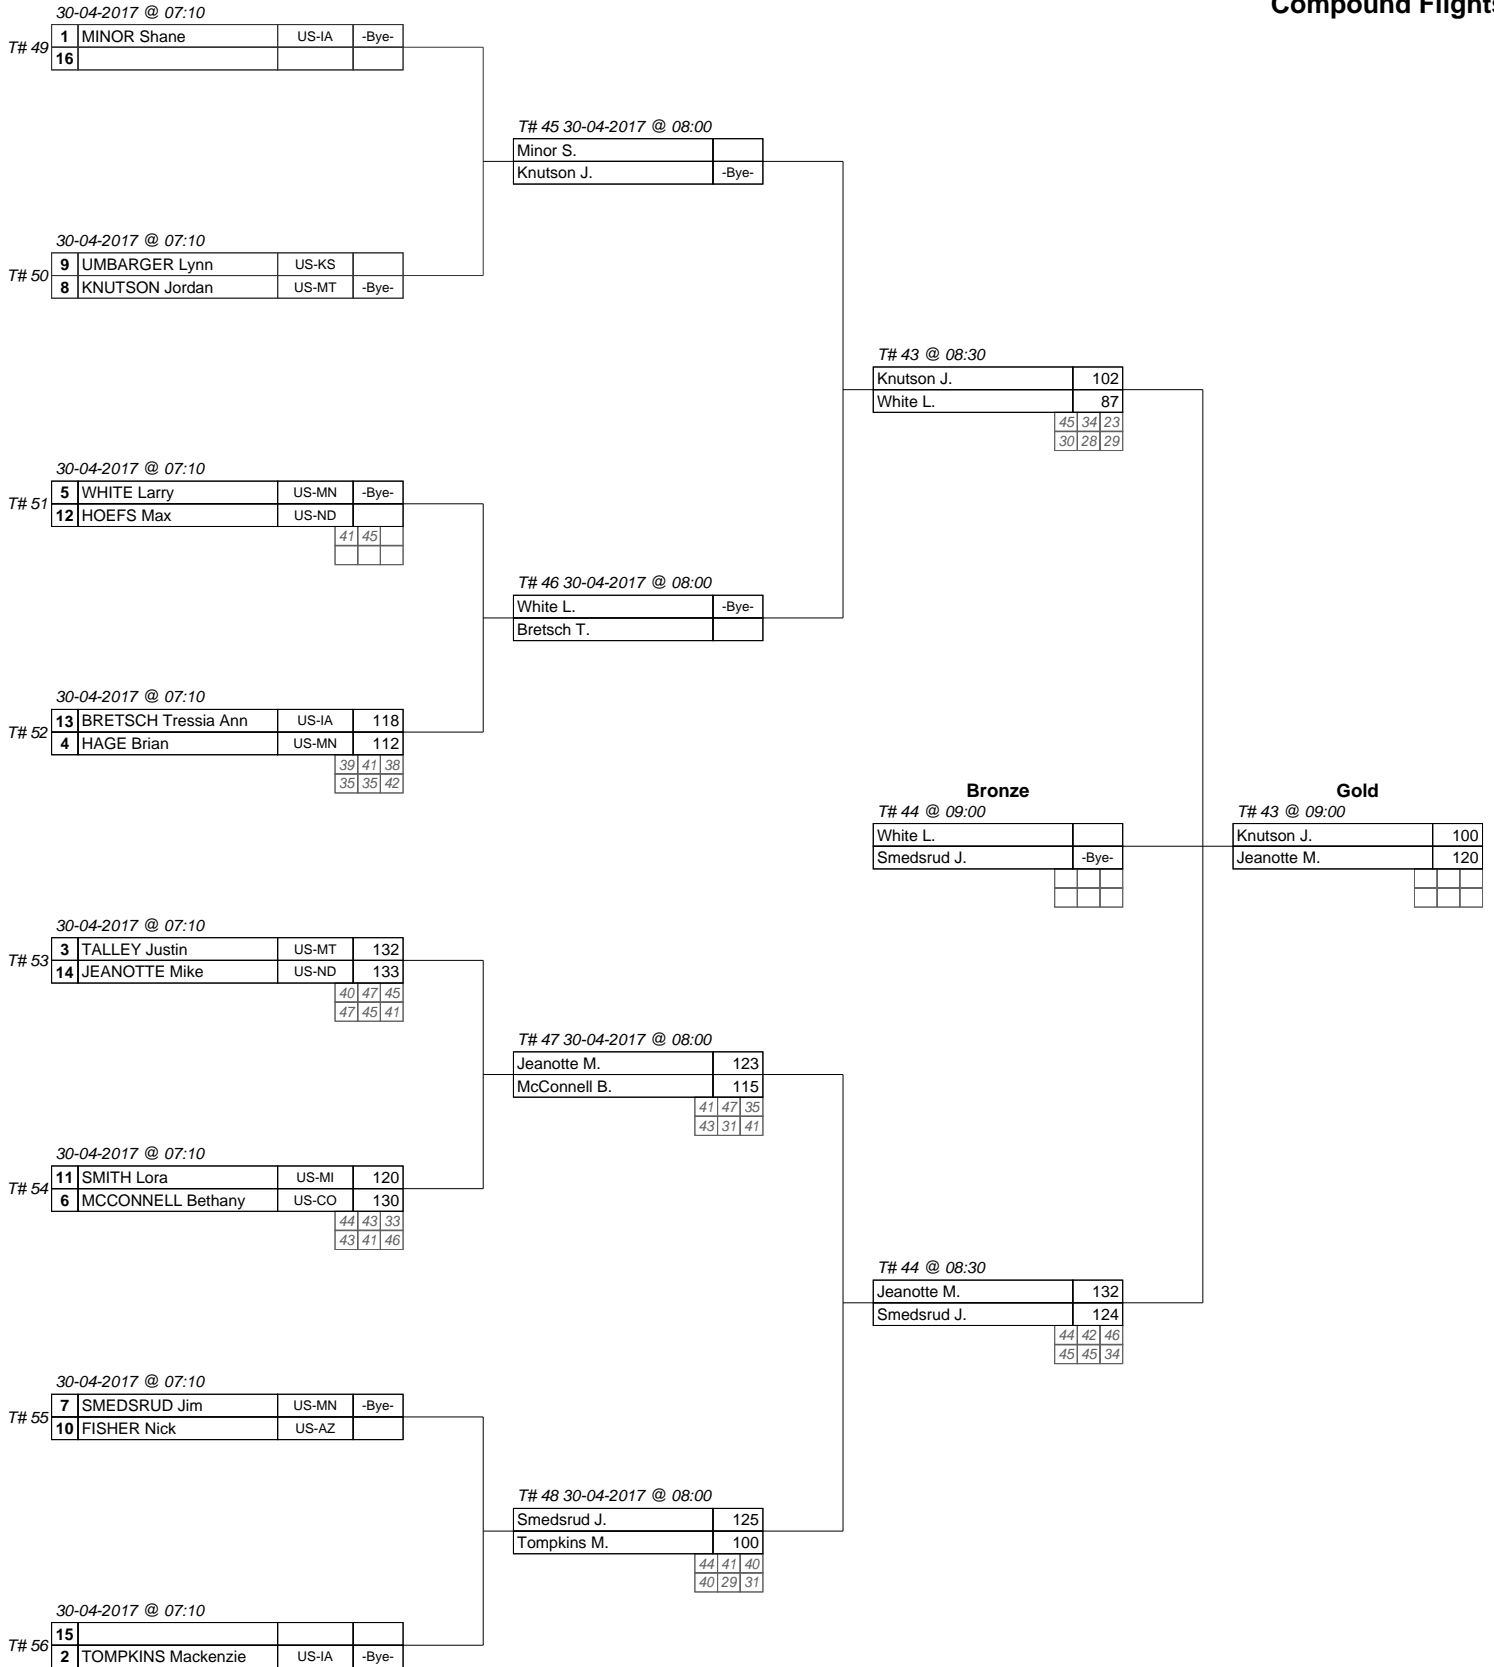 Compound Flights
30-04-2017 @ 07:10
T# 49
1 MINOR Shane US-IA -Bye-
16
T# 45 30-04-2017 @ 08:00
Minor S.
Knutson J. -Bye-
30-04-2017 @ 07:10
T# 50
9 UMBARGER Lynn US-KS
8 KNUTSON Jordan US-MT -Bye-
T# 43 @ 08:30
Knutson J. 102
White L. 87
45 34 23
30 28 29
30-04-2017 @ 07:10
T# 51
5 WHITE Larry US-MN -Bye-
12 HOEFS Max US-ND
41 45
T# 46 30-04-2017 @ 08:00
White L. -Bye-
Bretsch T.
30-04-2017 @ 07:10
T# 52
13 BRETSCH Tressia Ann US-IA 118
4 HAGE Brian US-MN 112
39 41 38
35 35 42
Bronze
T# 44 @ 09:00
White L.
Smedsrud J. -Bye-
Gold
T# 43 @ 09:00
Knutson J. 100
Jeanotte M. 120
30-04-2017 @ 07:10
T# 53
3 TALLEY Justin US-MT 132
14 JEANOTTE Mike US-ND 133
40 47 45
47 45 41
T# 47 30-04-2017 @ 08:00
Jeanotte M. 123
McConnell B. 115
41 47 35
43 31 41
30-04-2017 @ 07:10
T# 54
11 SMITH Lora US-MI 120
6 MCCONNELL Bethany US-CO 130
44 43 33
43 41 46
T# 44 @ 08:30
Jeanotte M. 132
Smedsrud J. 124
44 42 46
45 45 34
30-04-2017 @ 07:10
T# 55
7 SMEDSRUD Jim US-MN -Bye-
10 FISHER Nick US-AZ
T# 48 30-04-2017 @ 08:00
Smedsrud J. 125
Tompkins M. 100
44 41 40
40 29 31
30-04-2017 @ 07:10
T# 56
15
2 TOMPKINS Mackenzie US-IA -Bye-